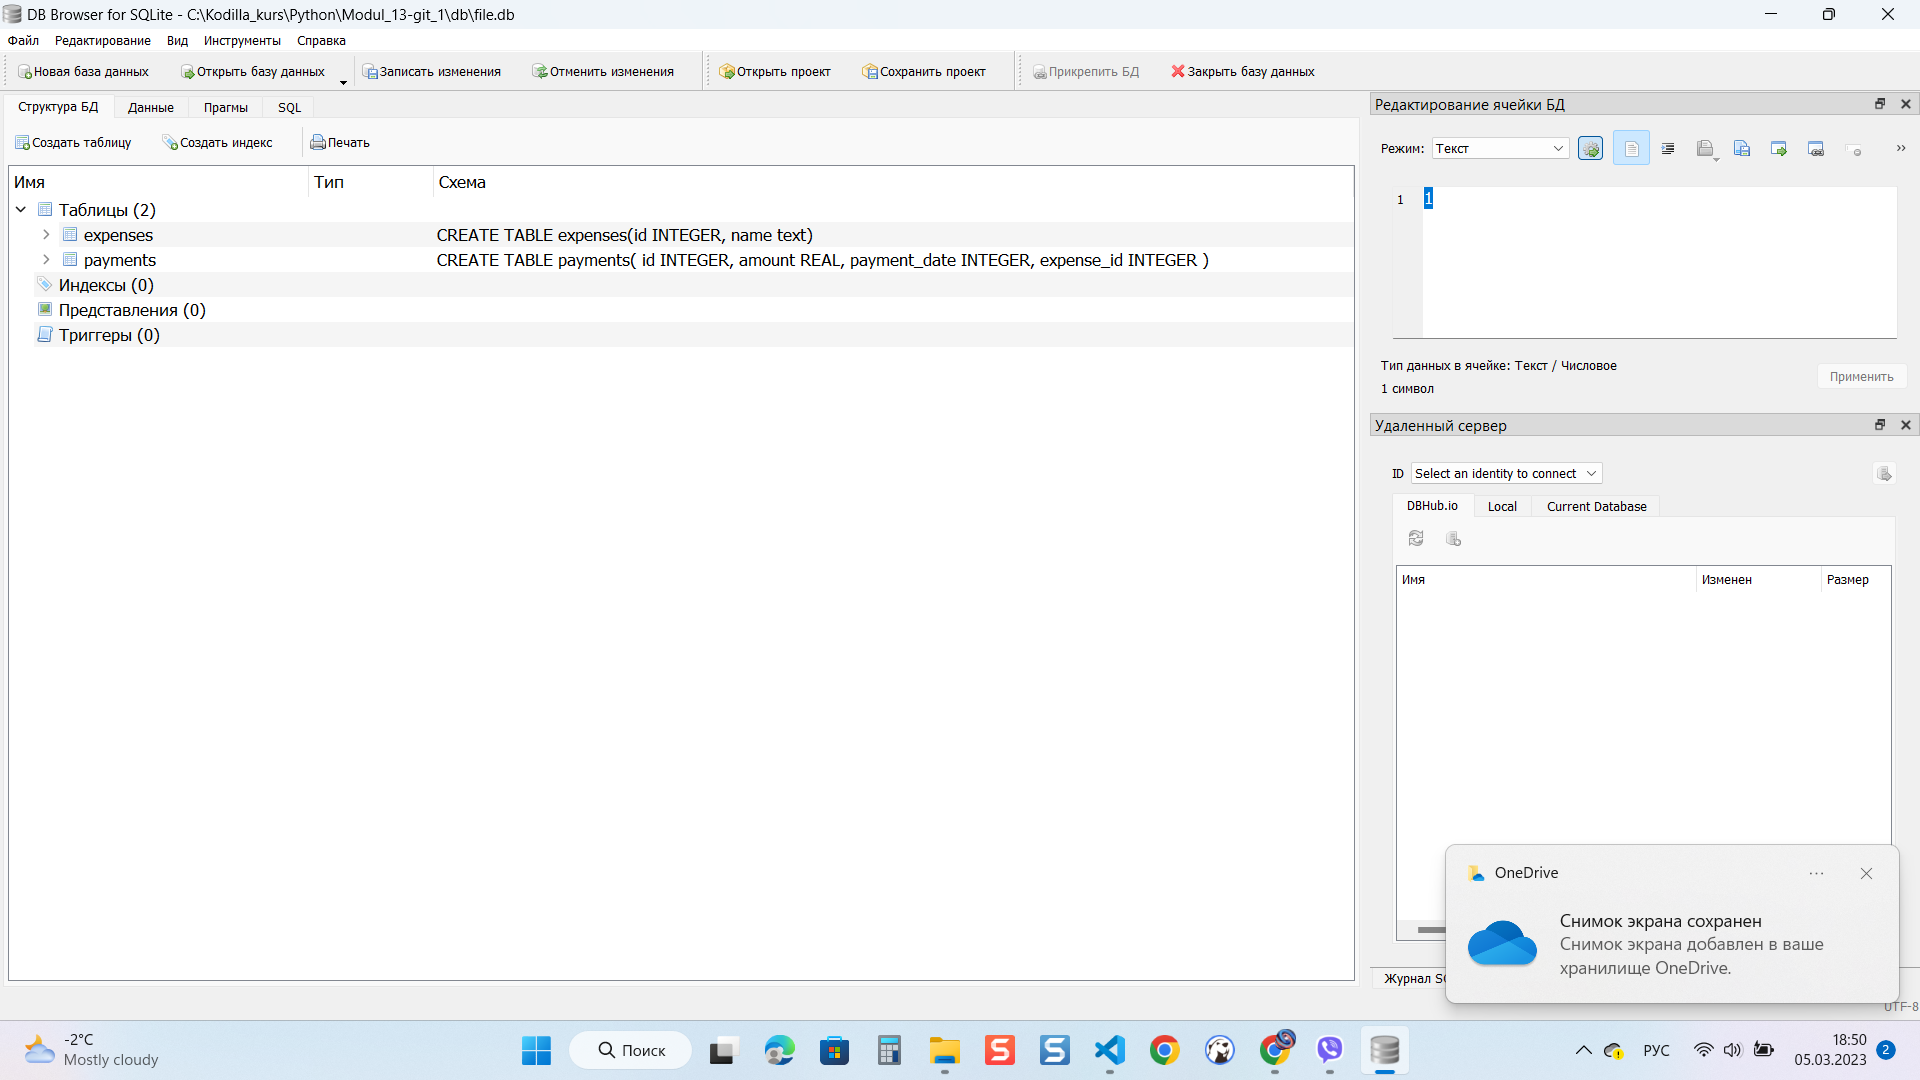 DB Browser for SQLite - C:\Kodilla_kurs\Python\Modul_13-git_1\db\file.db
Файл Редактирование Вид Инструменты Справка
Новая база данных Открыть базу данных Записать изменения Отменить изменения Открыть проект Сохранить проект Прикрепить БД Закрыть базу данных
Структура БД Данные Прагмы SQL
Создать таблицу Создать индекс Печать
Имя Тип Схема
Таблицы (2)
expenses CREATE TABLE expenses(id INTEGER, name text)
payments CREATE TABLE payments( id INTEGER, amount REAL, payment_date INTEGER, expense_id INTEGER )
Индексы (0)
Представления (0)
Триггеры (0)
Редактирование ячейки БД
Режим: Текст
1 1
Тип данных в ячейке: Текст / Числовое
1 символ
Применить
Удаленный сервер
ID Select an identity to connect
DBHub.io Local Current Database
Имя Изменен Размер
OneDrive
Снимок экрана сохранен
Снимок экрана добавлен в ваше
хранилище OneDrive.
Журнал
UTF-8
-2°C
Mostly cloudy
Поиск
РУС
18:50
05.03.2023
2